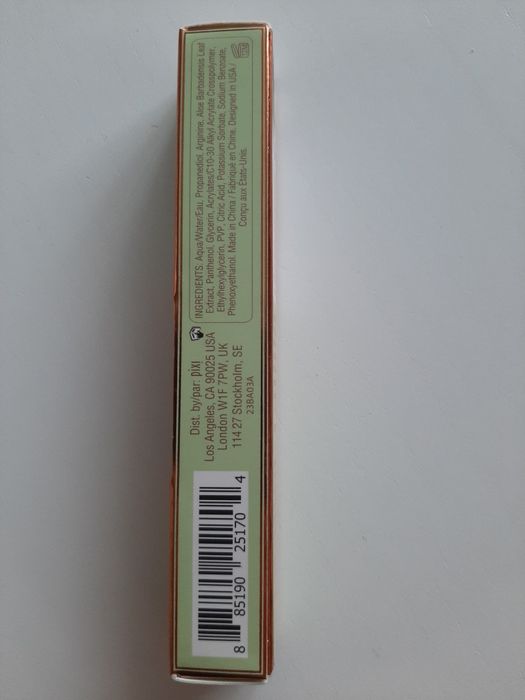 INGREDIENTS: Aqua/Water/Eau, Propanediol, Arginine, Aloe Barbadensis Leaf
Extract, Panthenol, Glycerin, Acrylates/C10-30 Alkyl Acrylate Crosspolymer,
Ethylhexylglycerin, PVP, Citric Acid, Potassium Sorbate, Sodium Benzoate,
Phenoxyethanol. Made in China / Fabriqué en Chine. Designed in USA /
Conçu aux États-Unis.
Dist. by/par: pixi
Los Angeles, CA 90025 USA
London W1F 7PW, UK
114 27 Stockholm, SE
23BA03A
8 85190 25170 4